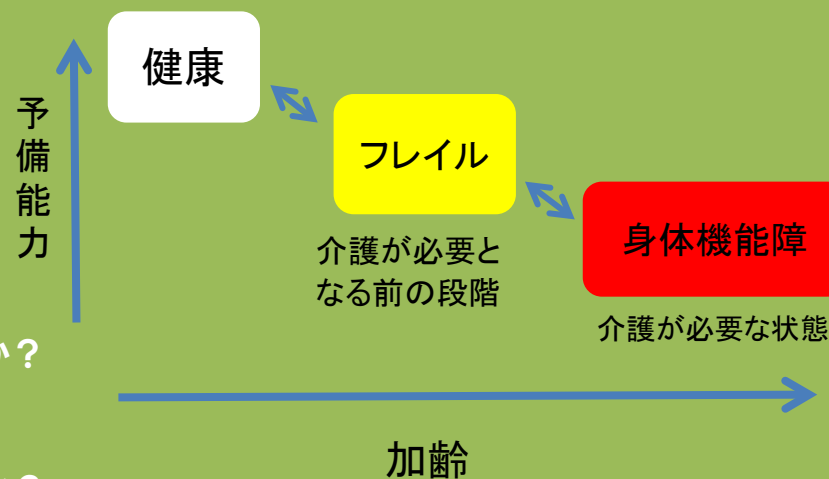 健康
予備能力
フレイル
身体機能障
介護が必要と
なる前の段階
介護が必要な状態
?
加齢